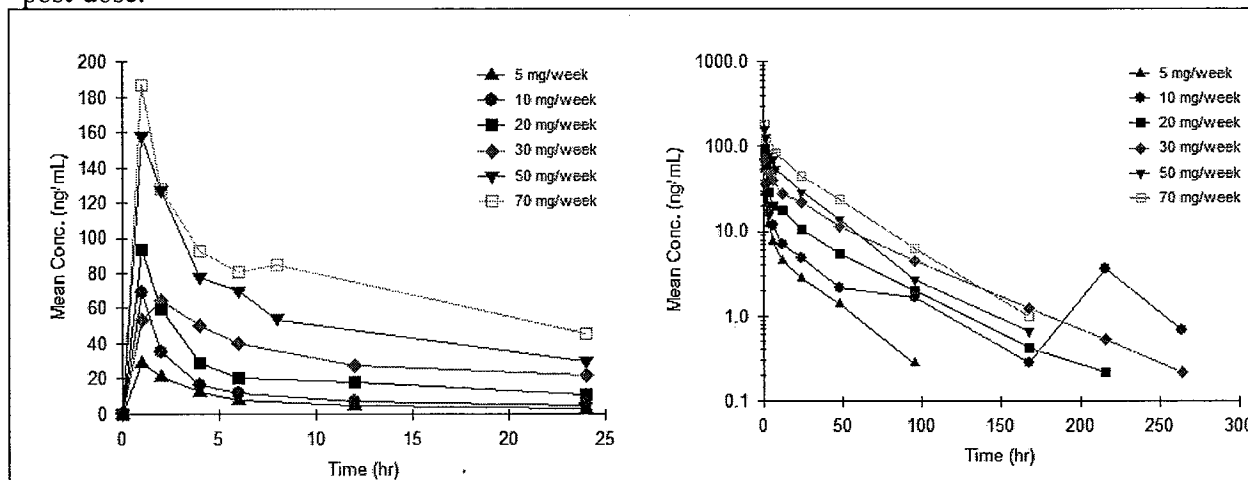 post dose.
200
180
160
140
120
100
80
60
40
20
0
Mean Conc. (ng/mL)
0 5 10 15 20 25
Time (hr)
5 mg/week
10 mg/week
20 mg/week
30 mg/week
50 mg/week
70 mg/week
1000.0
100.0
10.0
1.0
0.1
Mean Conc. (ng/mL)
0 50 100 150 200 250 300
Time (hr)
5 mg/week
10 mg/week
20 mg/week
30 mg/week
50 mg/week
70 mg/week